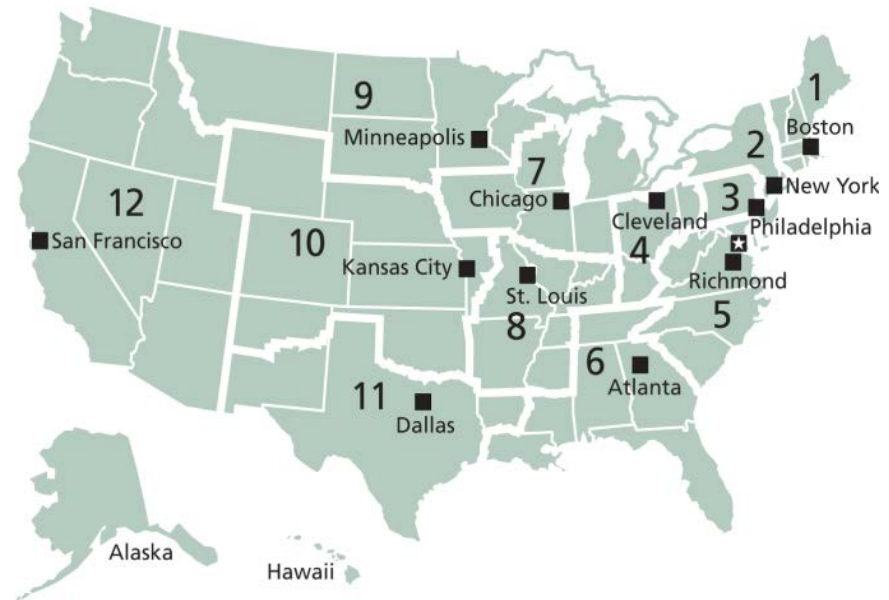 1
9
2
Boston
Minneapolis
7
3
New York
12
Chicago
Cleveland
Philadelphia
San Francisco
10
4
Kansas City
St. Louis
Richmond
8
5
6
11
Atlanta
Dallas
Alaska
Hawaii